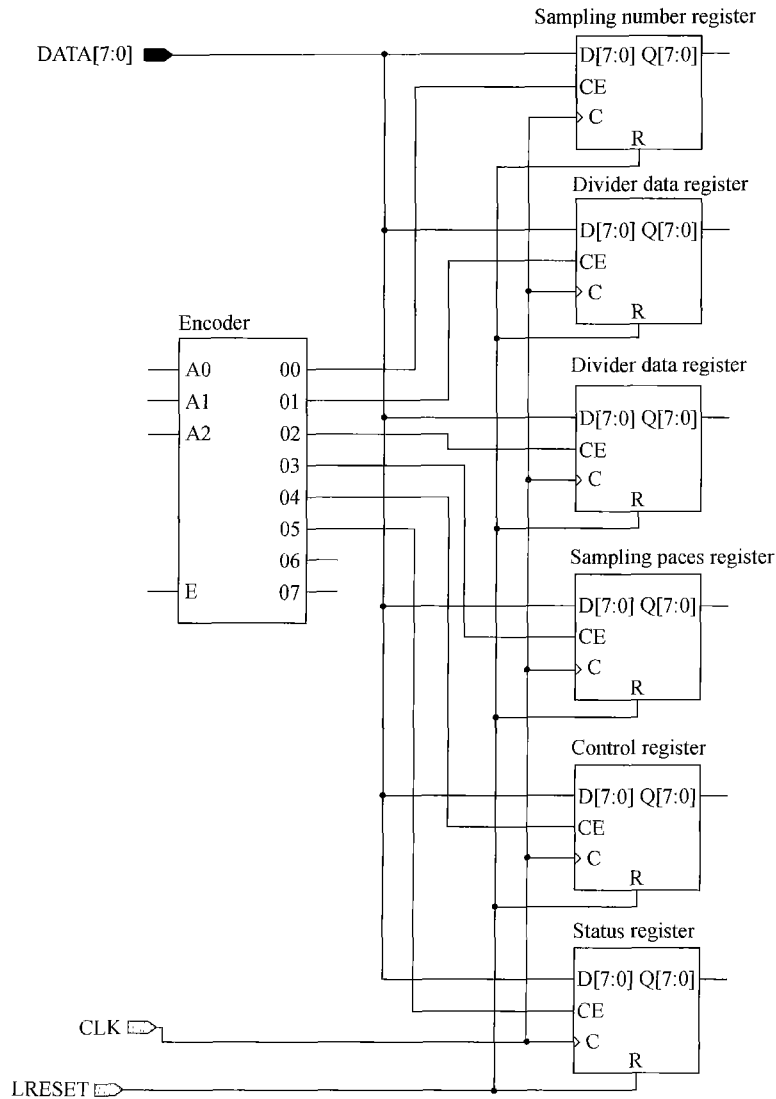 Sampling number register
DATA[7:0]
D[7:0] Q[7:0]
CE
C
R
Divider data register
D[7:0] Q[7:0]
CE
C
R
Encoder
A0 00
A1 01
A2 02
03
04
05
06
E 07
Divider data register
D[7:0] Q[7:0]
CE
C
R
Sampling paces register
D[7:0] Q[7:0]
CE
C
R
Control register
D[7:0] Q[7:0]
CE
C
R
Status register
D[7:0] Q[7:0]
CE
C
R
CLK
LRESET